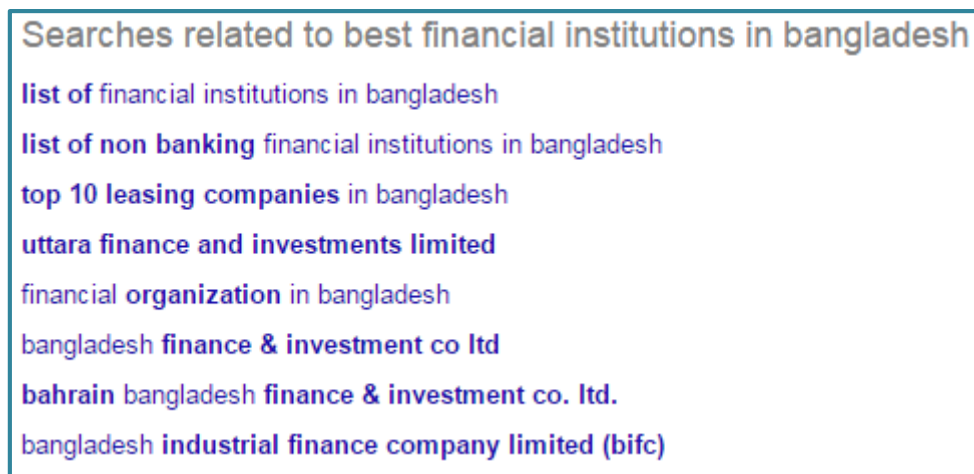 Searches related to best financial institutions in bangladesh
list of financial institutions in bangladesh
list of non banking financial institutions in bangladesh
top 10 leasing companies in bangladesh
uttara finance and investments limited
financial organization in bangladesh
bangladesh finance & investment co ltd
bahrain bangladesh finance & investment co. ltd.
bangladesh industrial finance company limited (bifc)